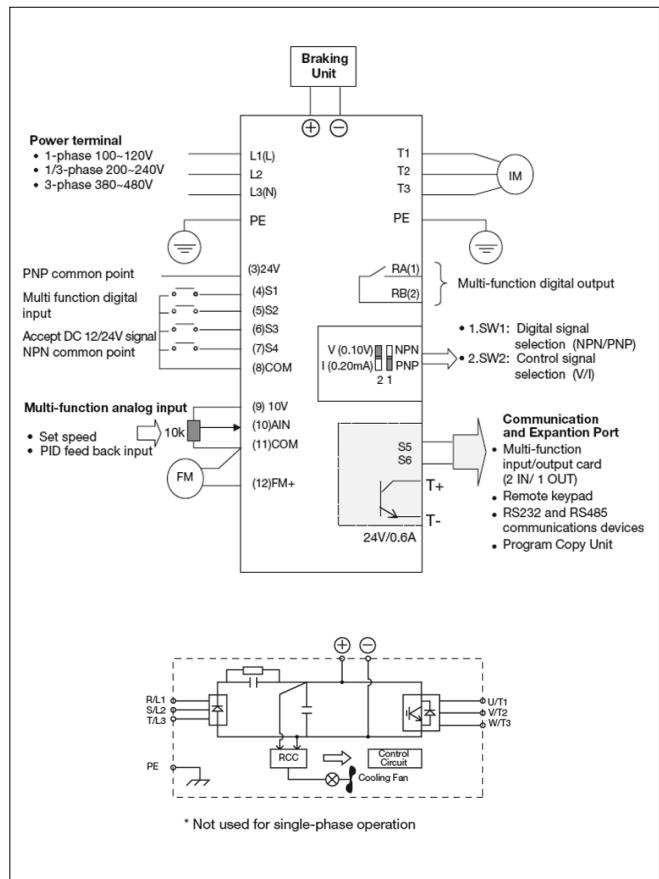 Braking
Unit
⊕ ⊖
Power terminal
• 1-phase 100~120V
• 1/3-phase 200~240V
• 3-phase 380~480V
L1(L)
L2
L3(N)
PE
T1
T2
T3
IM
PE
PNP common point
(3)24V
Multi function digital
input
(4)S1
(5)S2
Accept DC 12/24V signal
NPN common point
(6)S3
(7)S4
(8)COM
RA(1)
RB(2)
Multi-function digital output
V (0.10V)
NPN
I (0.20mA)
PNP
2 1
• 1.SW1: Digital signal
selection (NPN/PNP)
• 2.SW2: Control signal
selection (V/I)
Multi-function analog input
• Set speed
• PID feed back input
10k
(9) 10V
(10)AIN
(11)COM
FM
(12)FM+
S5
S6
T+
T-
24V/0.6A
Communication
and Expantion Port
• Multi-function
input/output card
(2 IN/ 1 OUT)
• Remote keypad
• RS232 and RS485
communications devices
• Program Copy Unit
⊕ ⊖
R/L1
S/L2
T/L3
PE
U/T1
V/T2
W/T3
RCC
Control
Circuit
Cooling Fan
* Not used for single-phase operation